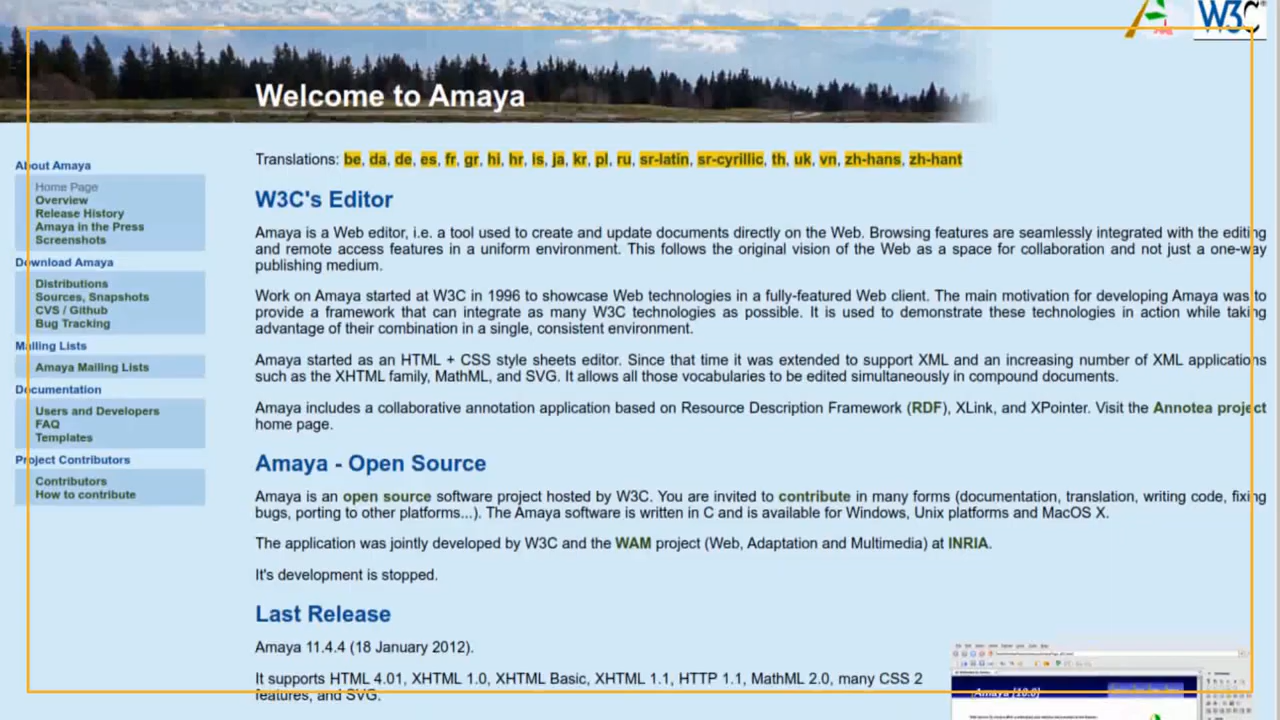 W3C
Welcome to Amaya
Translations: be, da, de, es, fr, gr, hi, hr, is, ja, kr, pl, ru, sr-latin, sr-cyrillic, th, uk, vn, zh-hans, zh-hant
About Amaya
Home Page
Overview
Release History
Amaya in the Press
Screenshots
Download Amaya
Distributions
Sources, Snapshots
CVS / Github
Bug Tracking
Mailing Lists
Amaya Mailing Lists
Documentation
Users and Developers
FAQ
Templates
Project Contributors
Contributors
How to contribute
W3C's Editor
Amaya is a Web editor, i.e. a tool used to create and update documents directly on the Web. Browsing features are seamlessly integrated with the editing
and remote access features in a uniform environment. This follows the original vision of the Web as a space for collaboration and not just a one-way
publishing medium.
Work on Amaya started at W3C in 1996 to showcase Web technologies in a fully-featured Web client. The main motivation for developing Amaya was to
provide a framework that can integrate as many W3C technologies as possible. It is used to demonstrate these technologies in action while taking
advantage of their combination in a single, consistent environment.
Amaya started as an HTML + CSS style sheets editor. Since that time it was extended to support XML and an increasing number of XML applications
such as the XHTML family, MathML, and SVG. It allows all those vocabularies to be edited simultaneously in compound documents.
Amaya includes a collaborative annotation application based on Resource Description Framework (RDF), XLink, and XPointer. Visit the Annotea project
home page.
Amaya - Open Source
Amaya is an open source software project hosted by W3C. You are invited to contribute in many forms (documentation, translation, writing code, fixing
bugs, porting to other platforms...). The Amaya software is written in C and is available for Windows, Unix platforms and MacOS X.
The application was jointly developed by W3C and the WAM project (Web, Adaptation and Multimedia) at INRIA.
It's development is stopped.
Last Release
Amaya 11.4.4 (18 January 2012).
It supports HTML 4.01, XHTML 1.0, XHTML Basic, XHTML 1.1, HTTP 1.1, MathML 2.0, many CSS 2
features, and SVG.
Amaya [10.0]